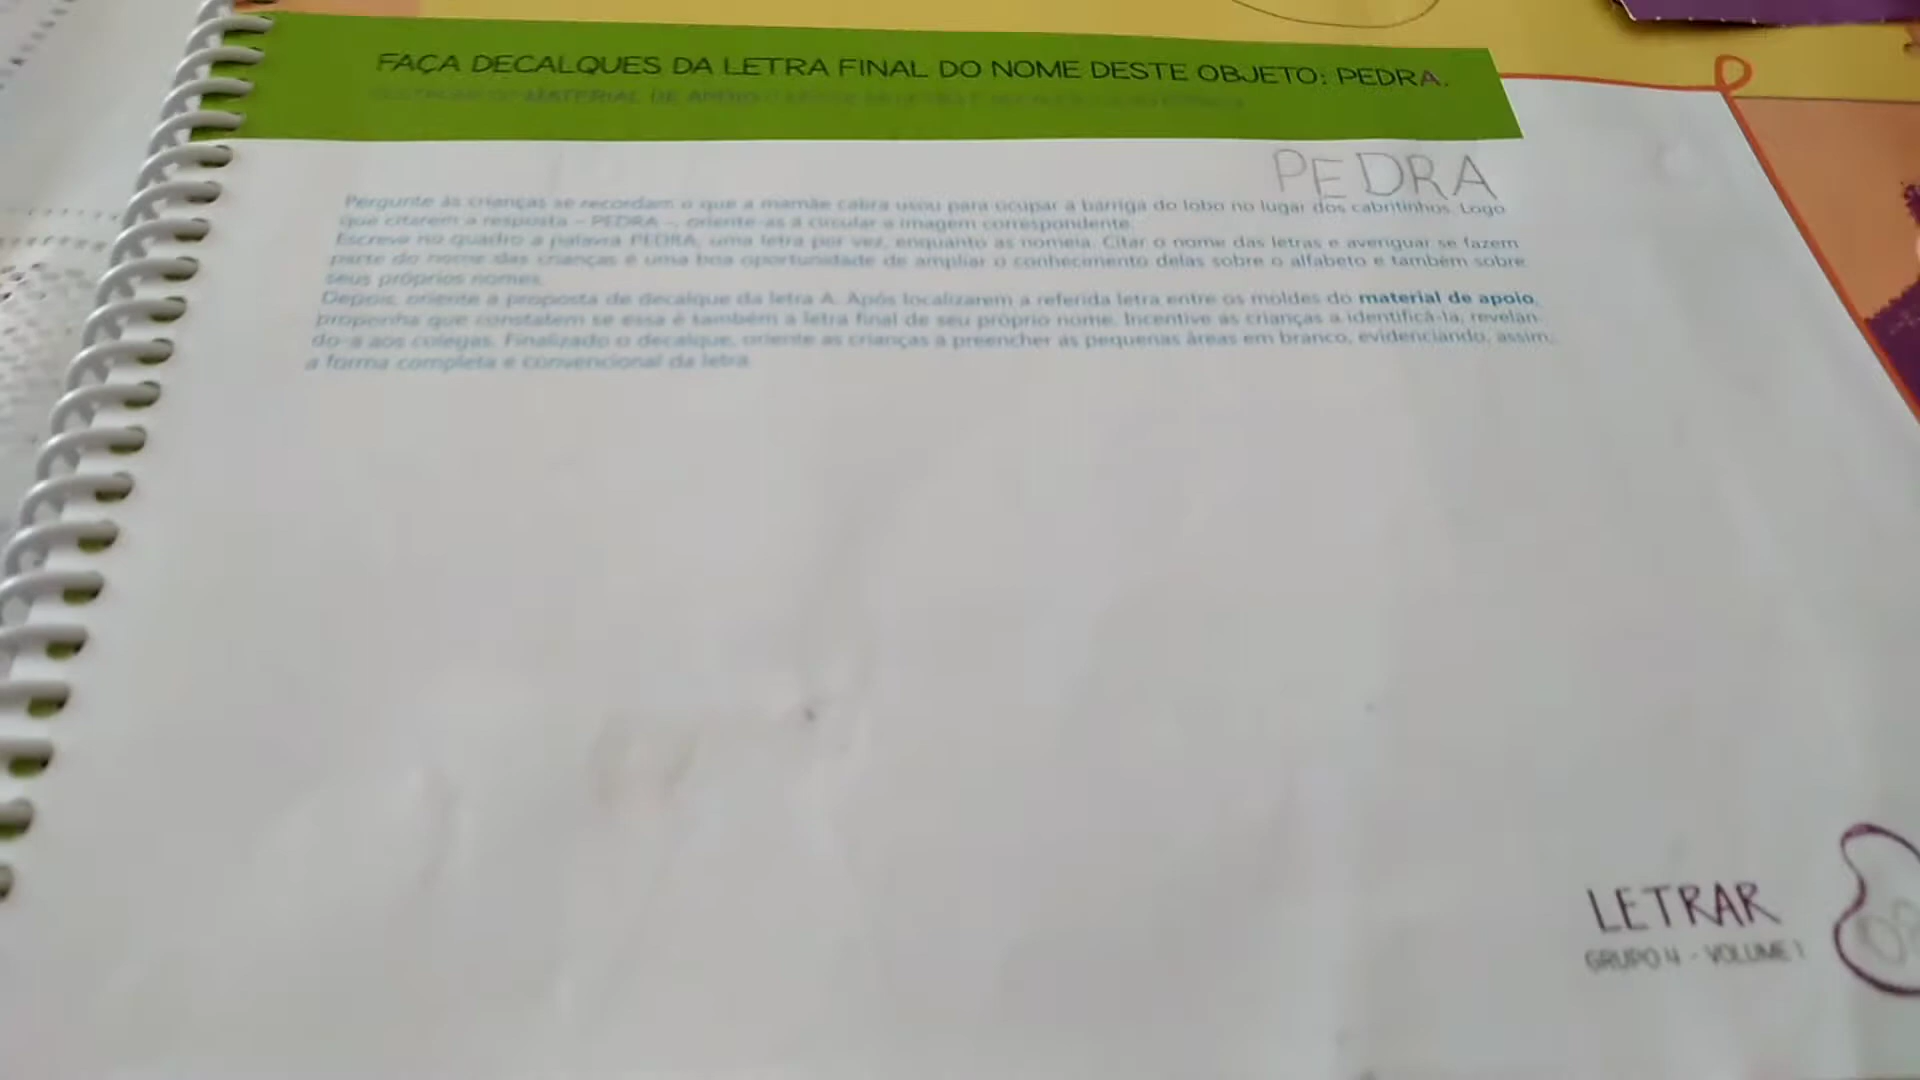 FAÇA DECALQUES DA LETRA FINAL DO NOME DESTE OBJETO: PEDRA.
MATERIAL DE APOIO
PEDRA
Pergunte às crianças se recordam o que a mamãe cabra usou para ocupar a barriga do lobo no lugar dos cabritinhos. Logo
que citarem a resposta – PEDRA –, oriente-as a circular a imagem correspondente.
Escreva no quadro a palavra PEDRA, uma letra por vez, enquanto as nomeia. Citar o nome das letras e averiguar se fazem
parte do nome das crianças é uma boa oportunidade de ampliar o conhecimento delas sobre o alfabeto e também sobre
seus próprios nomes.
Depois, oriente a proposta de decalque da letra A. Após localizarem a referida letra entre os moldes do material de apoio,
proponha que constatem se essa é também a letra final de seu próprio nome. Incentive as crianças a identificá-la, revelan-
do-a aos colegas. Finalizado o decalque, oriente as crianças a preencher as pequenas áreas em branco, evidenciando, assim,
a forma completa e convencional da letra.
LETRAR
GRUPO 4 - VOLUME 1